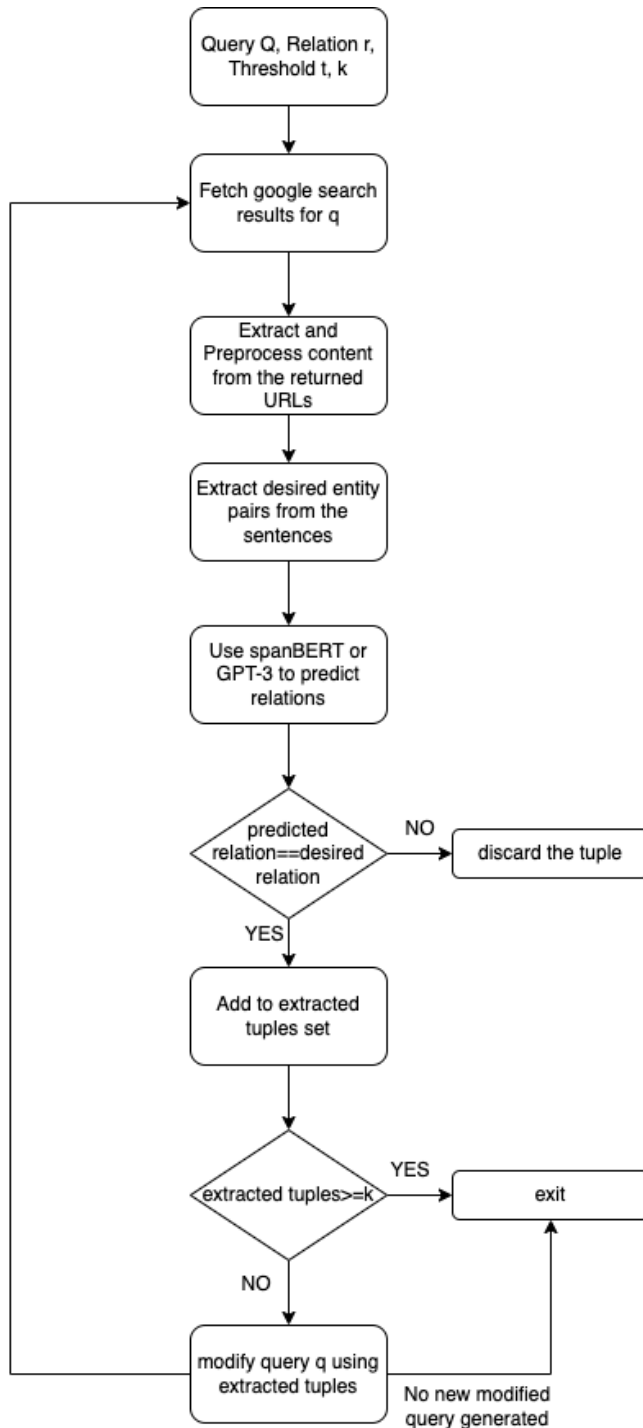 Query Q, Relation r,
Threshold t, k
Fetch google search
results for q
Extract and
Preprocess content
from the returned
URLs
Extract desired entity
pairs from the
sentences
Use spanBERT or
GPT-3 to predict
relations
predicted
relation==desired
relation
NO
discard the tuple
YES
Add to extracted
tuples set
extracted tuples>=k
YES
exit
NO
modify query q using
extracted tuples
No new modified
query generated